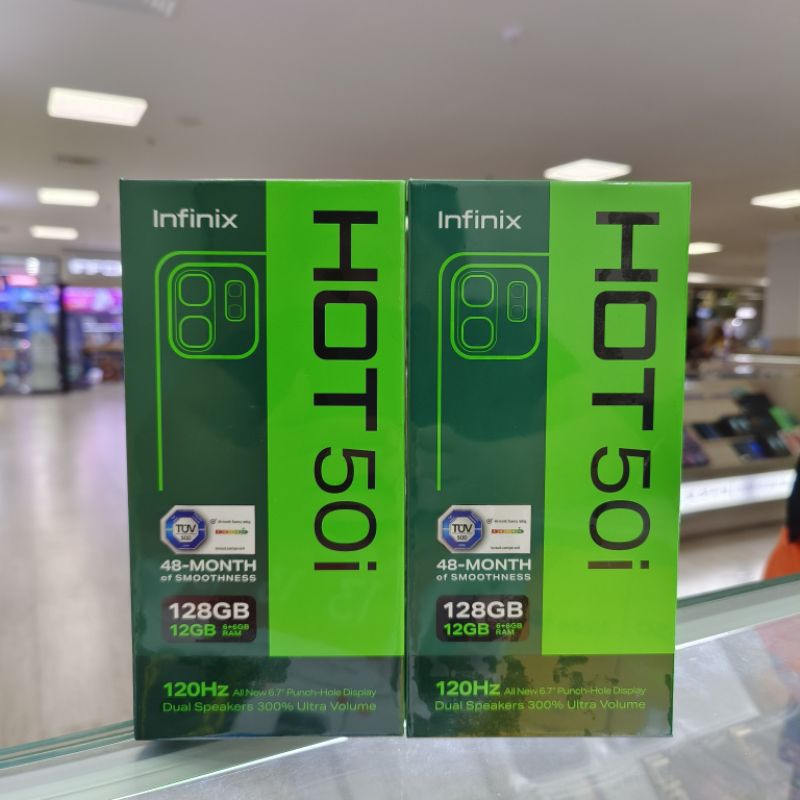 Infinix
HOT 50i
TÜV
SÜD
48-MONTH
of SMOOTHNESS
128GB
12GB 6+6GB
RAM
120Hz All New 6.7" Punch-Hole Display
Dual Speakers 300% Ultra Volume
Infinix
HOT 50i
TÜV
SÜD
48-MONTH
of SMOOTHNESS
128GB
12GB 6+6GB
RAM
120Hz All New 6.7" Punch-Hole Display
Dual Speakers 300% Ultra Volume